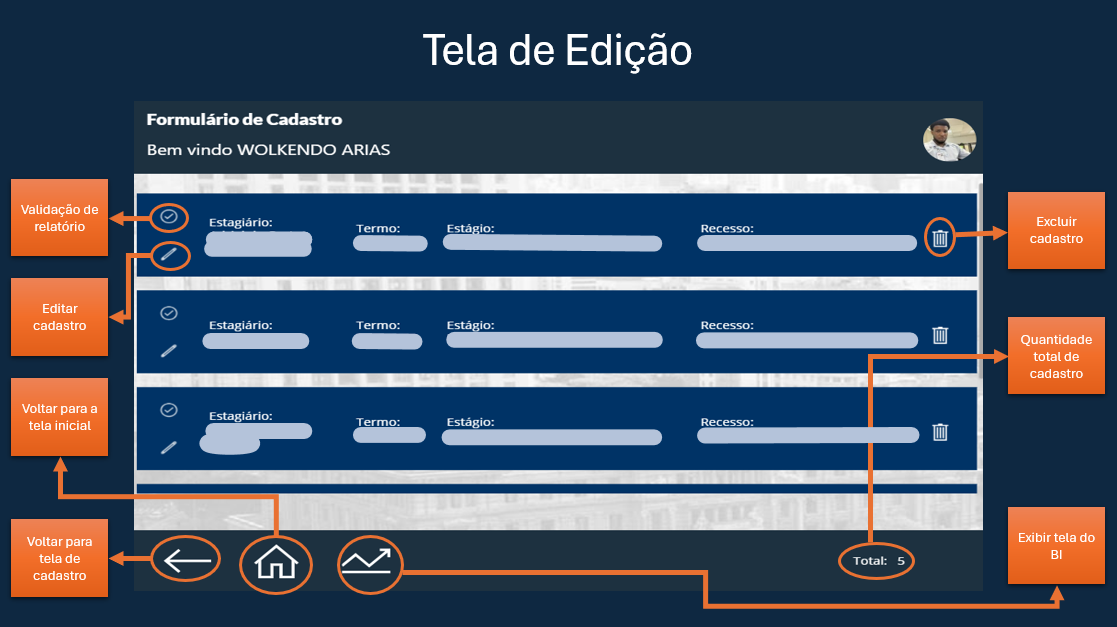 Tela de Edição
Formulário de Cadastro
Bem vindo WOLKENDO ARIAS
Validação de
relatório
Editar
cadastro
Voltar para a
tela inicial
Voltar para
tela de
cadastro
Estagiário:
Termo:
Estágio:
Recesso:
Estagiário:
Termo:
Estágio:
Recesso:
Estagiário:
Termo:
Estágio:
Recesso:
Total: 5
Excluir
cadastro
Quantidade
total de
cadastro
Exibir tela do
BI